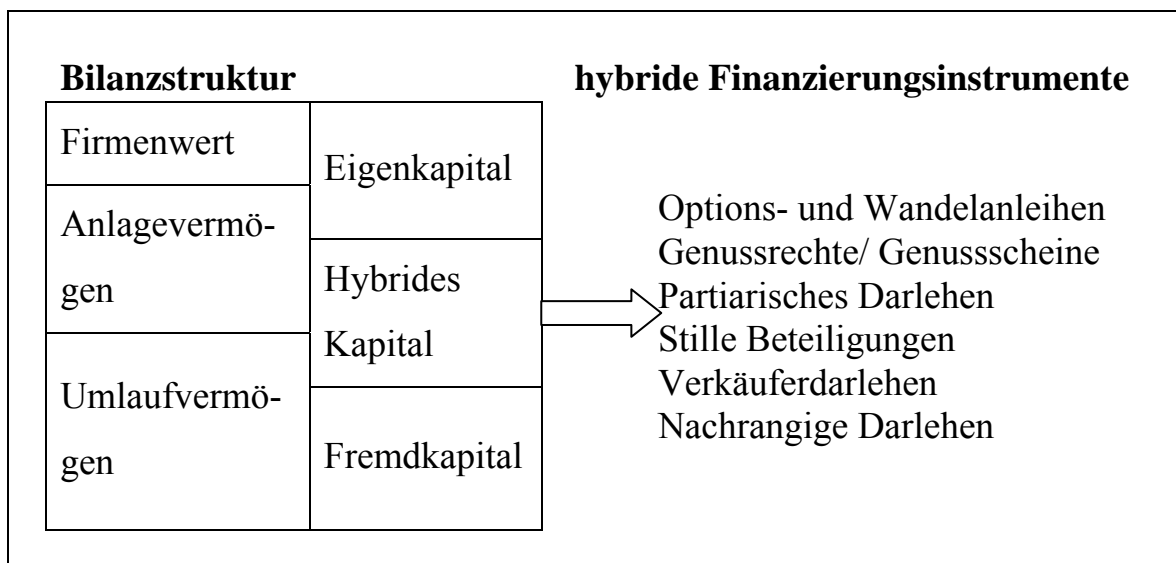 Bilanzstruktur
hybride Finanzierungsinstrumente
Firmenwert
Anlagevermö-
gen
Umlaufvermö-
gen
Eigenkapital
Hybrides
Kapital
Fremdkapital
Options- und Wandelanleihen
Genussrechte/ Genussscheine
Partiarisches Darlehen
Stille Beteiligungen
Verkäuferdarlehen
Nachrangige Darlehen